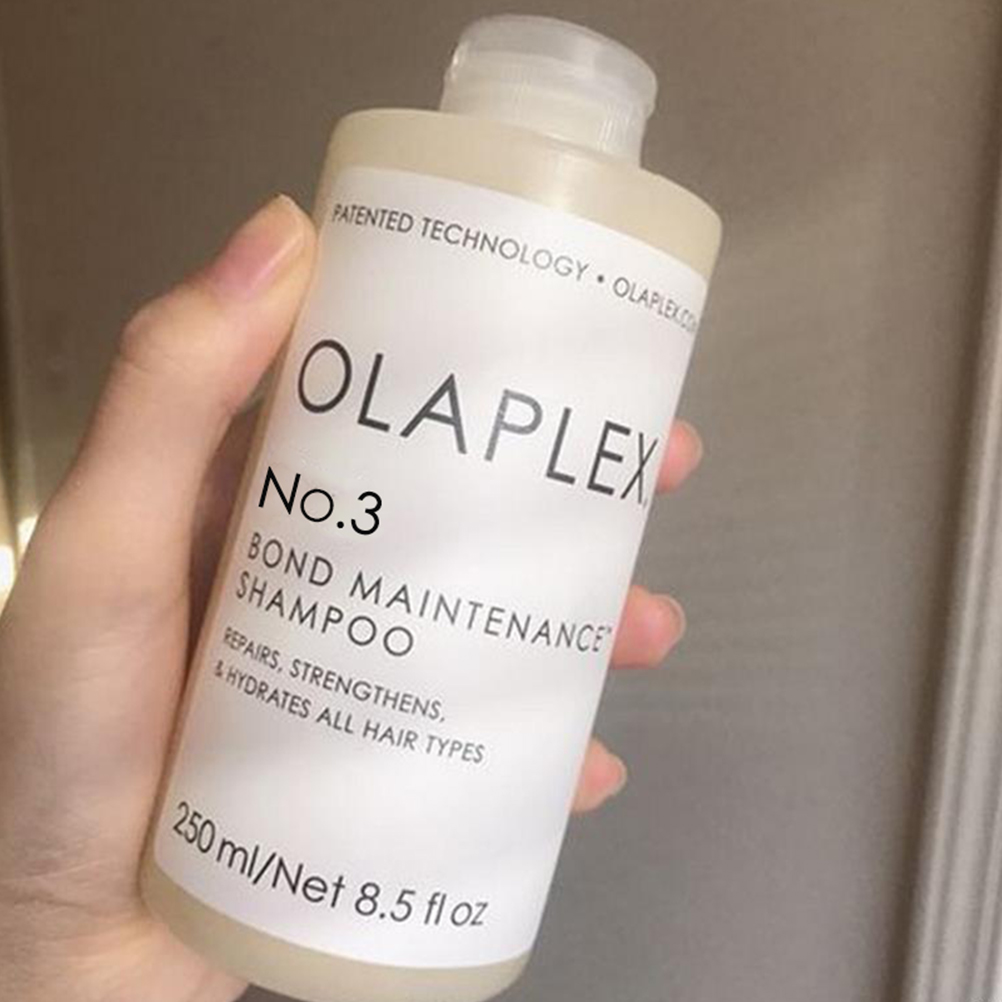 PATENTED TECHNOLOGY • OLAPLEX.CO
OLAPLEX.
No.3
BOND MAINTENANCE™
SHAMPOO
REPAIRS, STRENGTHENS,
& HYDRATES ALL HAIR TYPES
250 ml/Net 8.5 fl oz